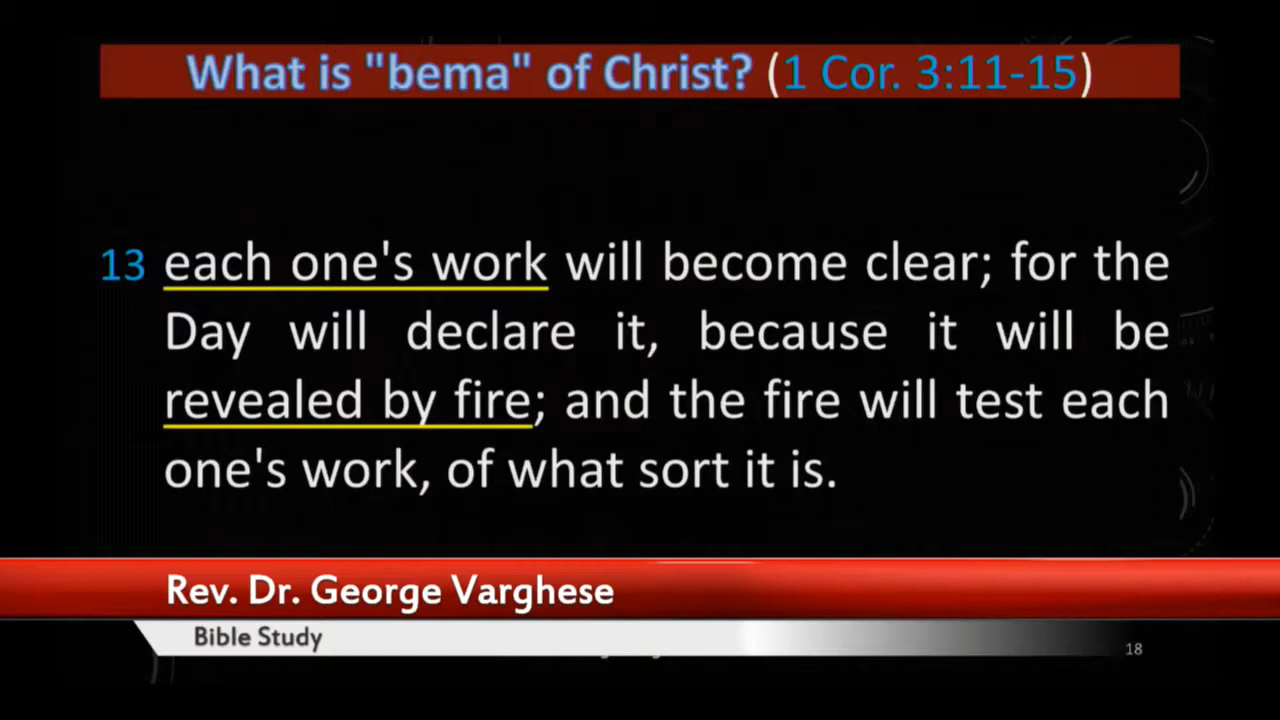 What is "bema" of Christ? (1 Cor. 3:11-15)
13 each one's work will become clear; for the
Day will declare it, because it will be
revealed by fire; and the fire will test each
one's work, of what sort it is.
Rev. Dr. George Varghese
Bible Study
18